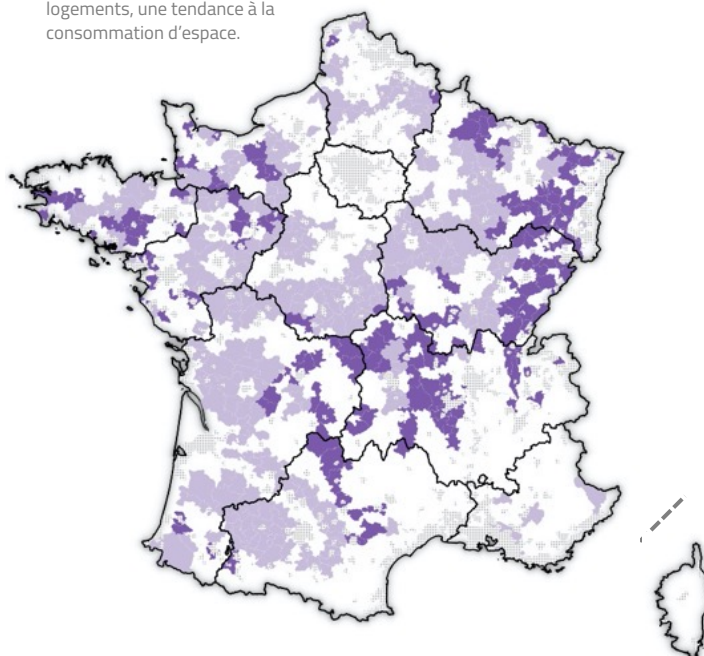 logements, une tendance à la
consommation d’espace.